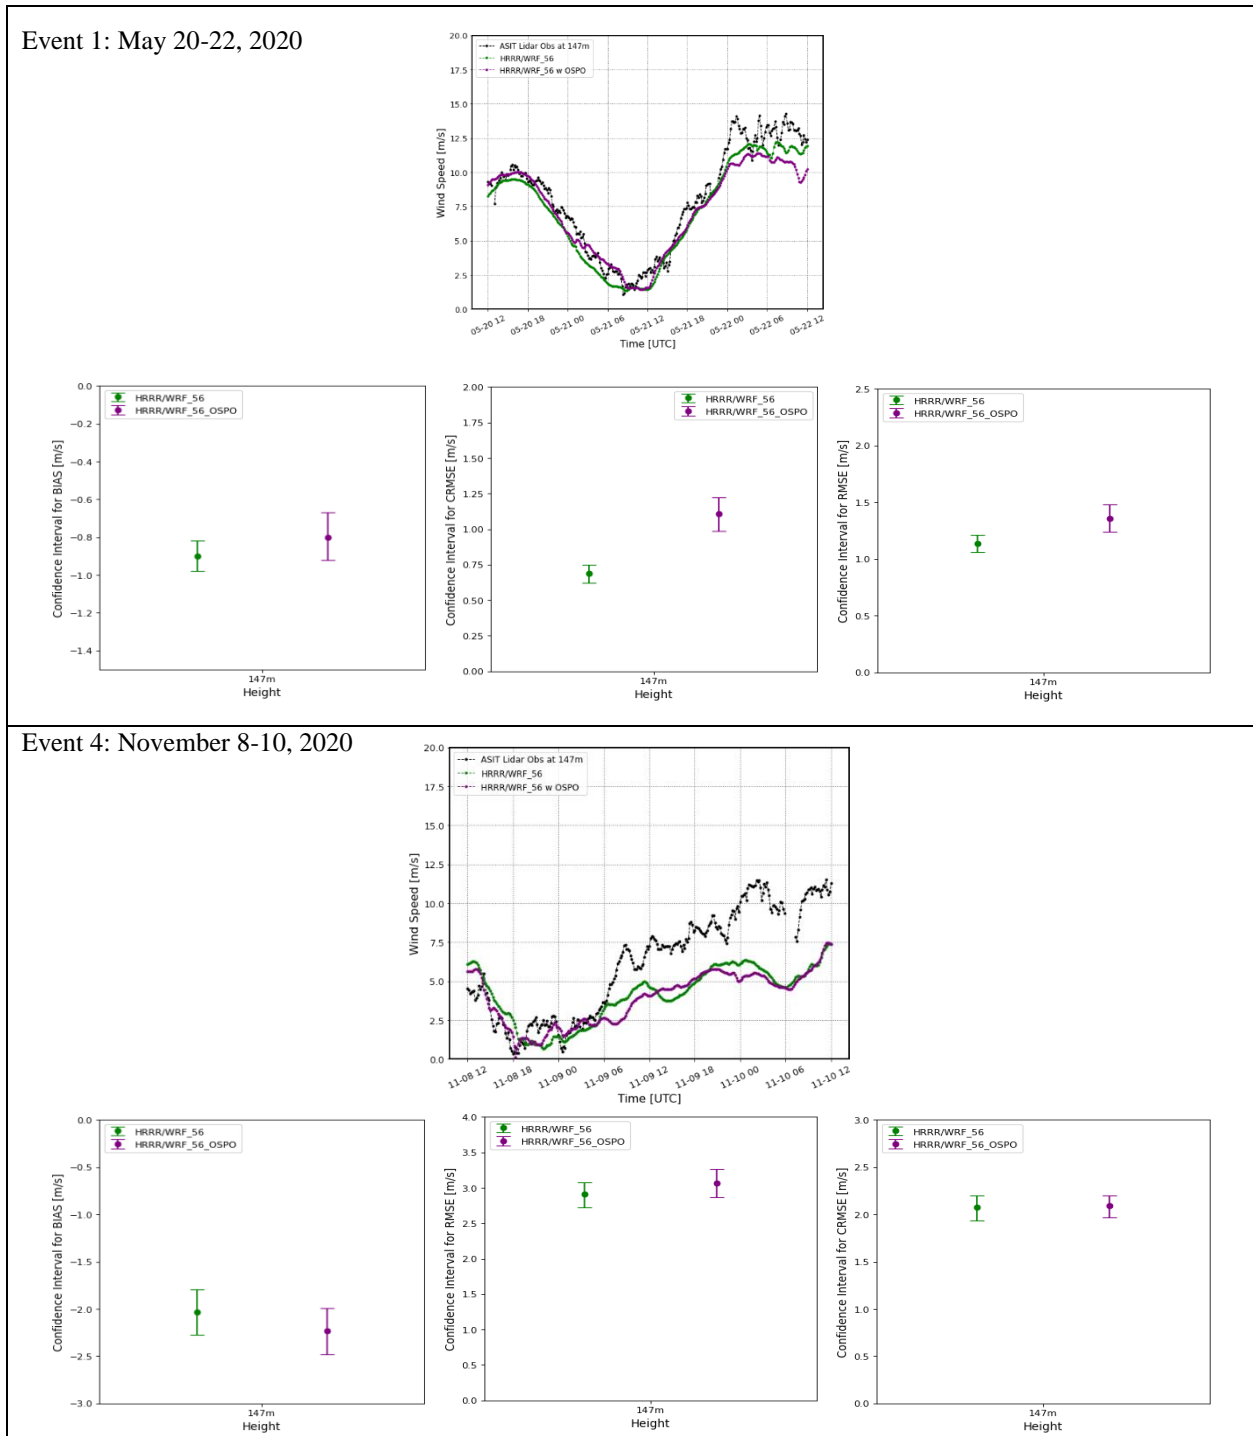 Event 1: May 20-22, 2020
ASIT Lidar Obs at 147m
HRRR/WRF_56
HRRR/WRF_56 w OSPO
Wind Speed [m/s]
20.0
17.5
15.0
12.5
10.0
7.5
5.0
2.5
0.0
05-20 12
05-20 18
05-21 00
05-21 06
05-21 12
05-21 18
05-22 00
05-22 06
05-22 12
Time [UTC]
HRRR/WRF_56
HRRR/WRF_56_OSPO
Confidence Interval for BIAS [m/s]
0.0
−0.2
−0.4
−0.6
−0.8
−1.0
−1.2
−1.4
147m
Height
HRRR/WRF_56
HRRR/WRF_56_OSPO
Confidence Interval for CRMSE [m/s]
2.00
1.75
1.50
1.25
1.00
0.75
0.50
0.25
0.00
147m
Height
HRRR/WRF_56
HRRR/WRF_56_OSPO
Confidence Interval for RMSE [m/s]
2.5
2.0
1.5
1.0
0.5
0.0
147m
Height
Event 4: November 8-10, 2020
ASIT Lidar Obs at 147m
HRRR/WRF_56
HRRR/WRF_56 w OSPO
Wind Speed [m/s]
20.0
17.5
15.0
12.5
10.0
7.5
5.0
2.5
0.0
11-08 12
11-08 18
11-09 00
11-09 06
11-09 12
11-09 18
11-10 00
11-10 06
11-10 12
Time [UTC]
HRRR/WRF_56
HRRR/WRF_56_OSPO
Confidence Interval for BIAS [m/s]
0.0
−0.5
−1.0
−1.5
−2.0
−2.5
−3.0
147m
Height
HRRR/WRF_56
HRRR/WRF_56_OSPO
Confidence Interval for RMSE [m/s]
4.0
3.5
3.0
2.5
2.0
1.5
1.0
0.5
0.0
147m
Height
HRRR/WRF_56
HRRR/WRF_56_OSPO
Confidence Interval for CRMSE [m/s]
3.0
2.5
2.0
1.5
1.0
0.5
0.0
147m
Height